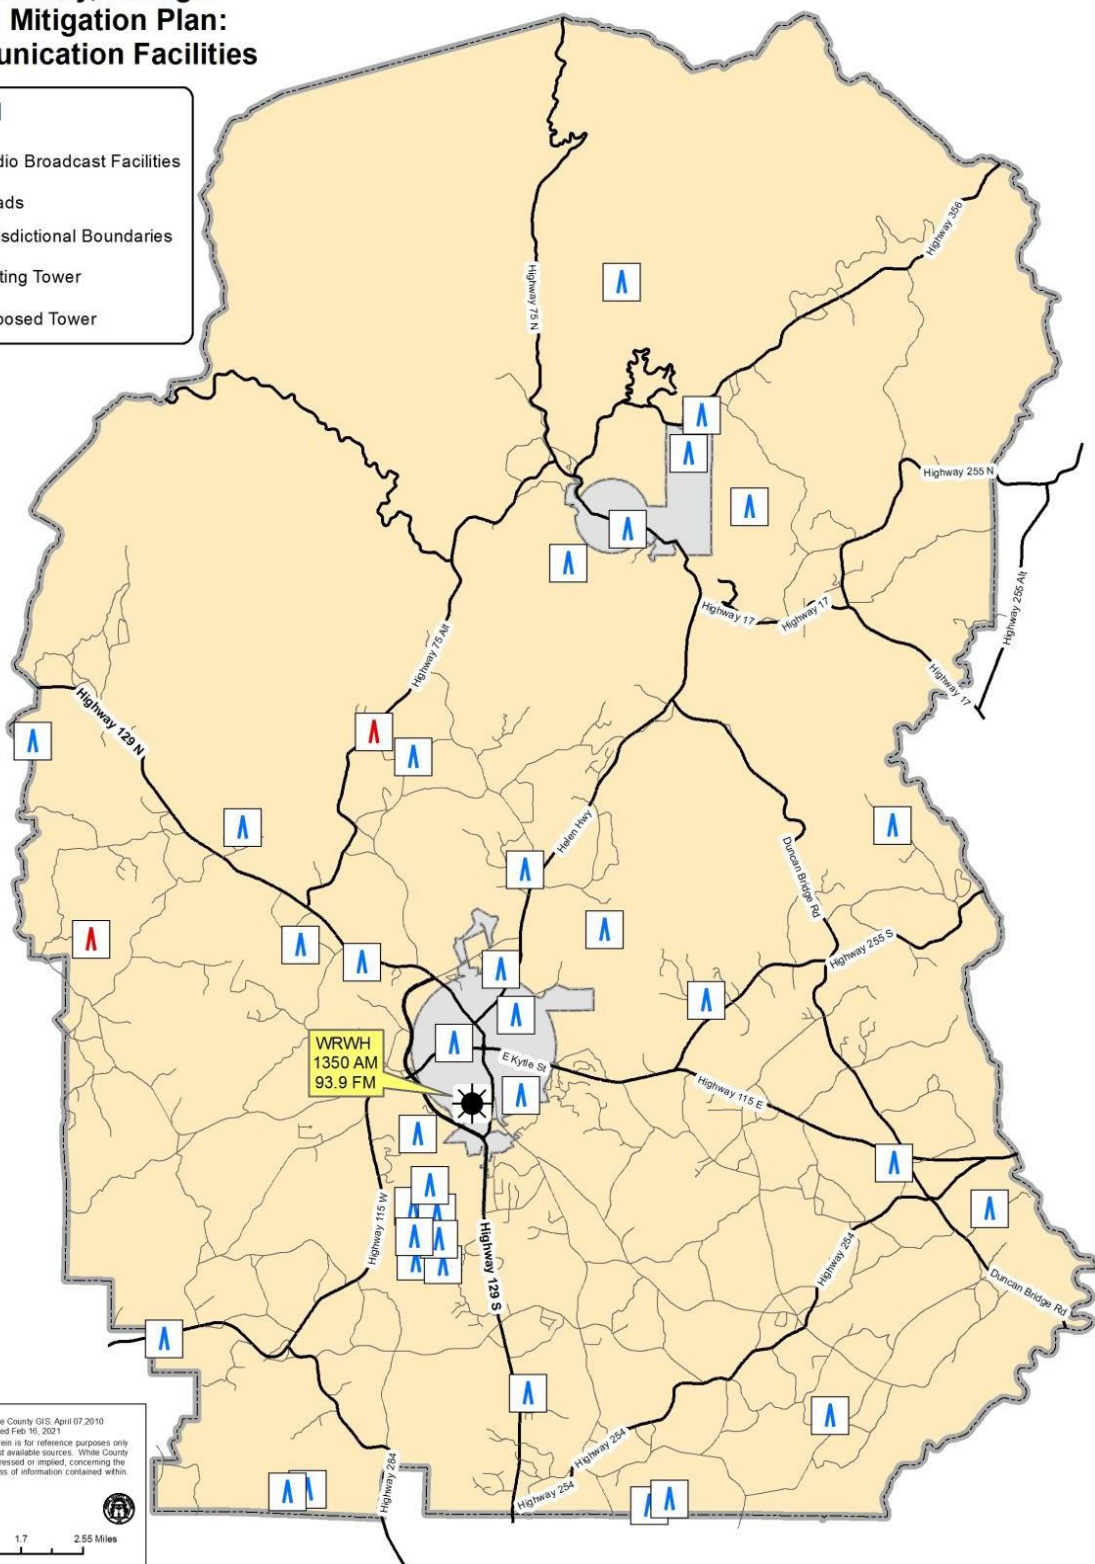 Mitigation Plan:
unication Facilities
dio Broadcast Facilities
ads
isdictional Boundaries
ting Tower
posed Tower
Highway 356
Highway 75 N
Highway 255 N
Highway 255 Alt
Highway 17
Highway 17
Highway 17
Highway 75 Alt
Highway 129 N
Helen Hwy
Duncan Bridge Rd
Highway 255 S
WRWH
1350 AM
93.9 FM
E Kytle St
Highway 115 E
Highway 115 W
Highway 129 S
Highway 254
Duncan Bridge Rd
e County GIS: April 07,2010
ed Feb 16, 2021
rein is for reference purposes only
st available sources. White County
ressed or implied, concerning the
ss of information contained within.
Highway 284
Highway 254
Highway 254
1.7
2.55 Miles